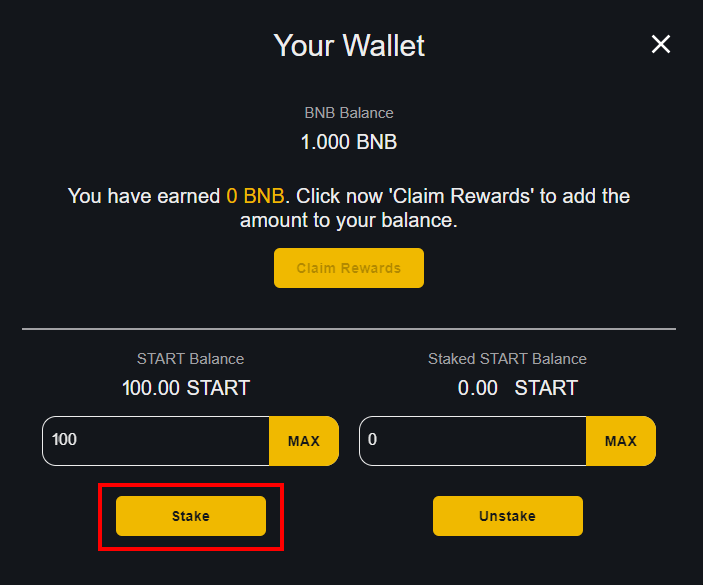 Your Wallet
BNB Balance
1.000 BNB
You have earned 0 BNB. Click now 'Claim Rewards' to add the
amount to your balance.
Claim Rewards
START Balance
100.00 START
100
MAX
Stake
Staked START Balance
0.00 START
0
MAX
Unstake